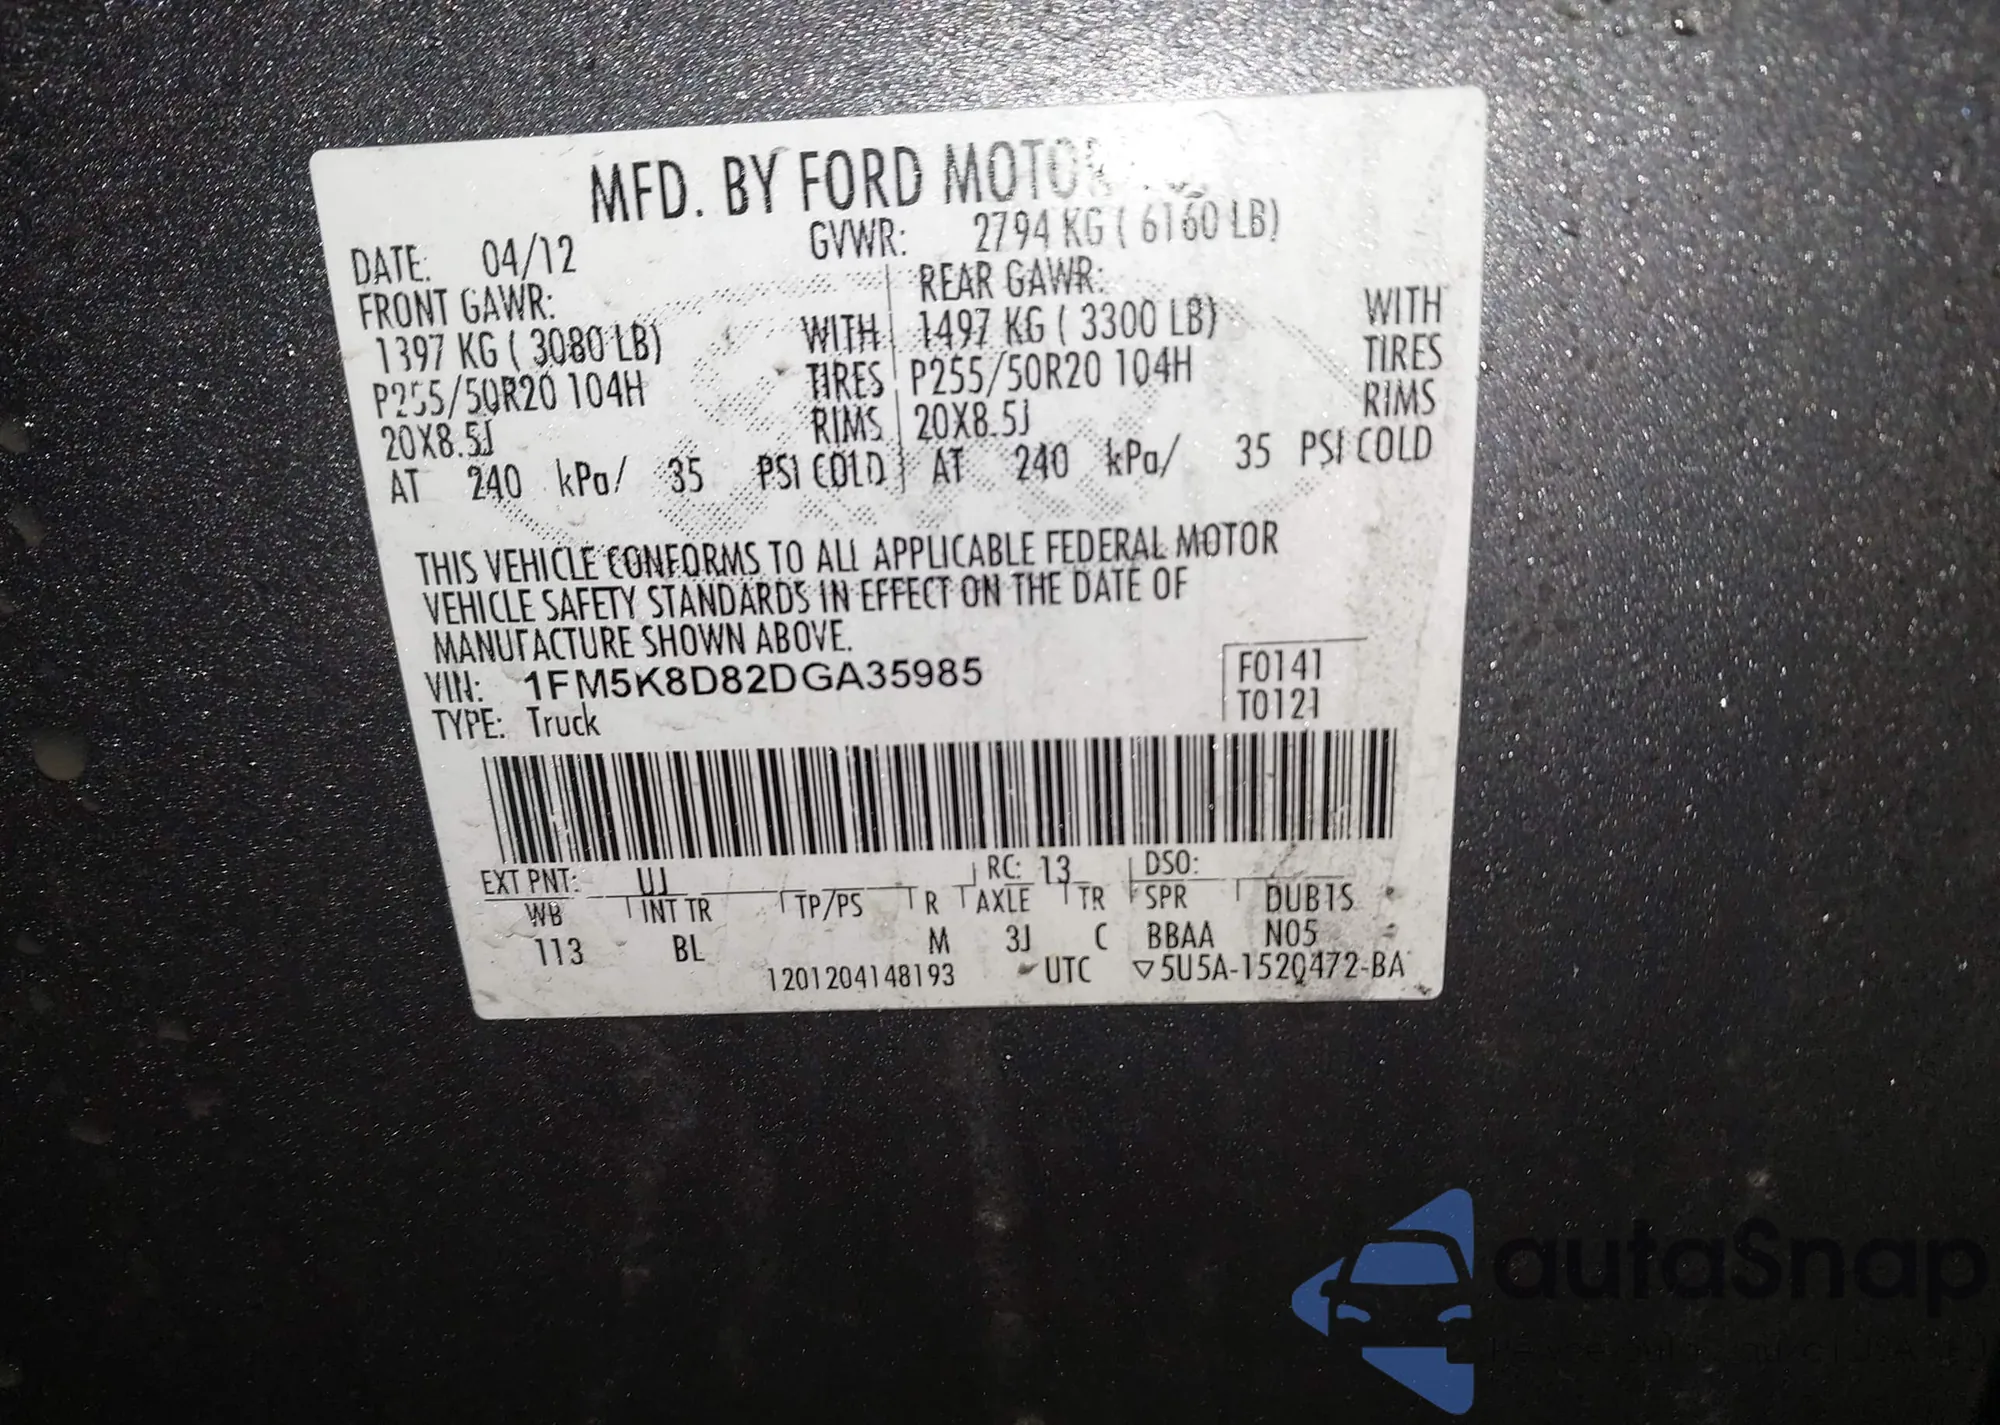 MFD. BY FORD MOTOR CO.
DATE: 04/12 GVWR: 2794 KG ( 6160 LB)
FRONT GAWR: REAR GAWR:
1397 KG ( 3080 LB) WITH 1497 KG ( 3300 LB) WITH
P255/50R20 104H TIRES P255/50R20 104H TIRES
20X8.5J RIMS 20X8.5J RIMS
AT 240 kPa/ 35 PSI COLD AT 240 kPa/ 35 PSI COLD
THIS VEHICLE CONFORMS TO ALL APPLICABLE FEDERAL MOTOR
VEHICLE SAFETY STANDARDS IN EFFECT ON THE DATE OF
MANUFACTURE SHOWN ABOVE.
VIN: 1FM5K8D82DGA35985 F0141
TYPE: Truck T0121
EXT PNT: UJ RC: 13 DSO:
WB INT TR TP/PS R AXLE TR SPR DUB1S
113 BL M 3J C BBAA N05
1201204148193 UTC ▽5U5A-1520472-BA
autoSnap